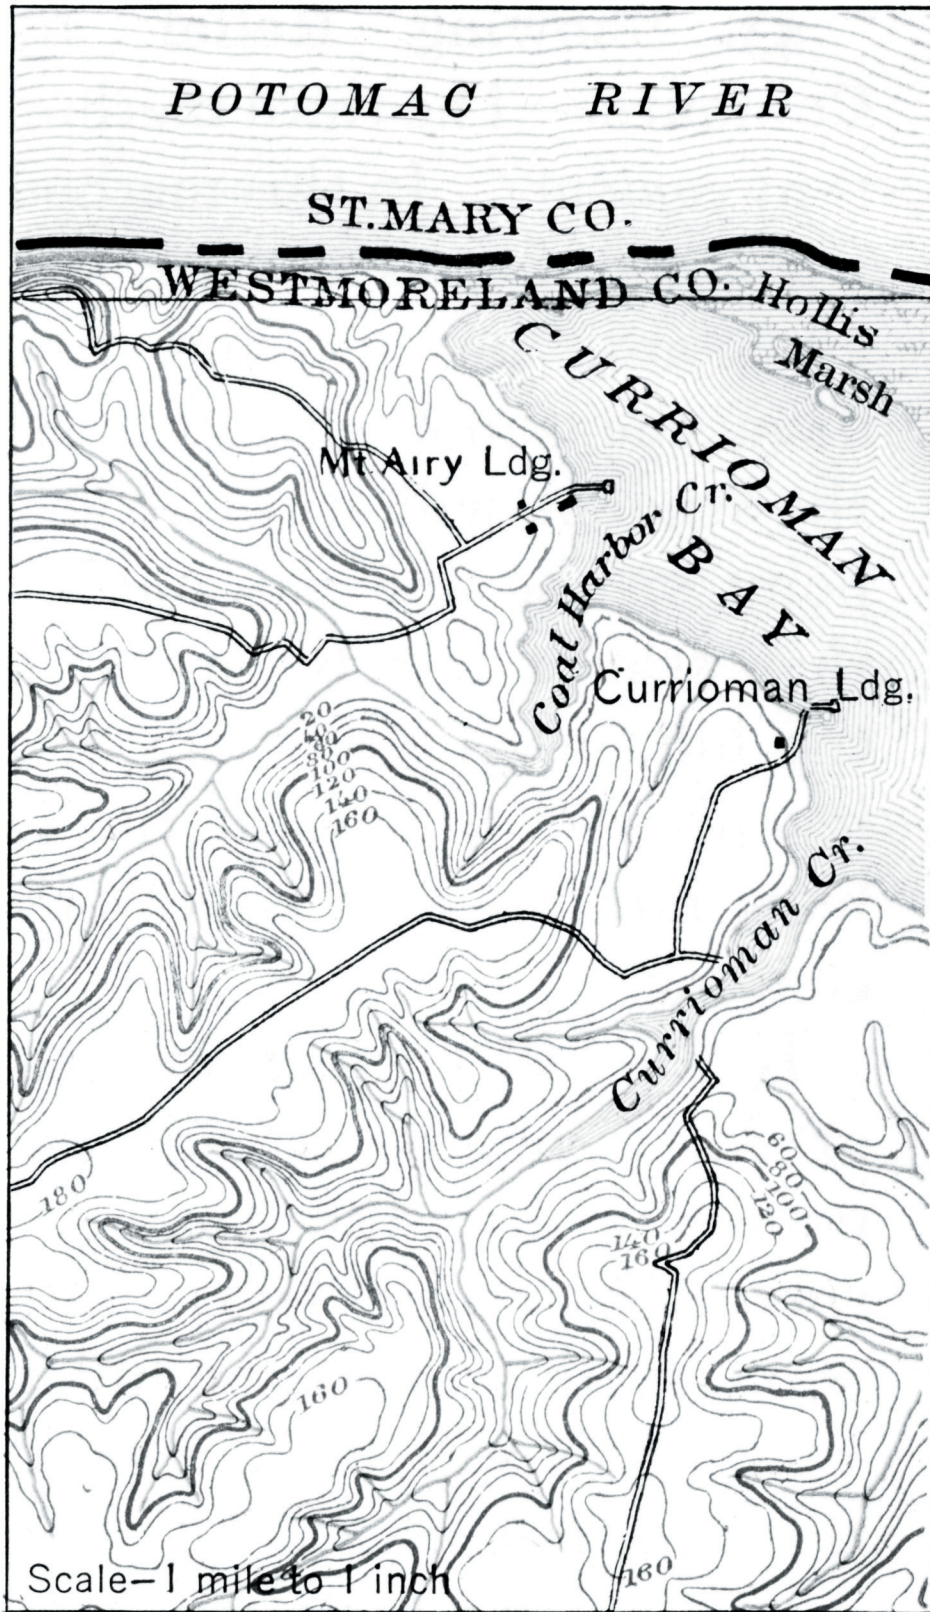 POTOMAC RIVER
ST. MARY CO.
WESTMORELAND CO.
Hollis
Marsh
CURRIOMAN
BAY
Mt Airy Ldg.
Coal Harbor Cr.
Currioman Ldg.
20
40
60
80
100
120
140
160
Currioman Cr.
180
60
80
100
120
140
160
160
160
Scale–1 mile to 1 inch